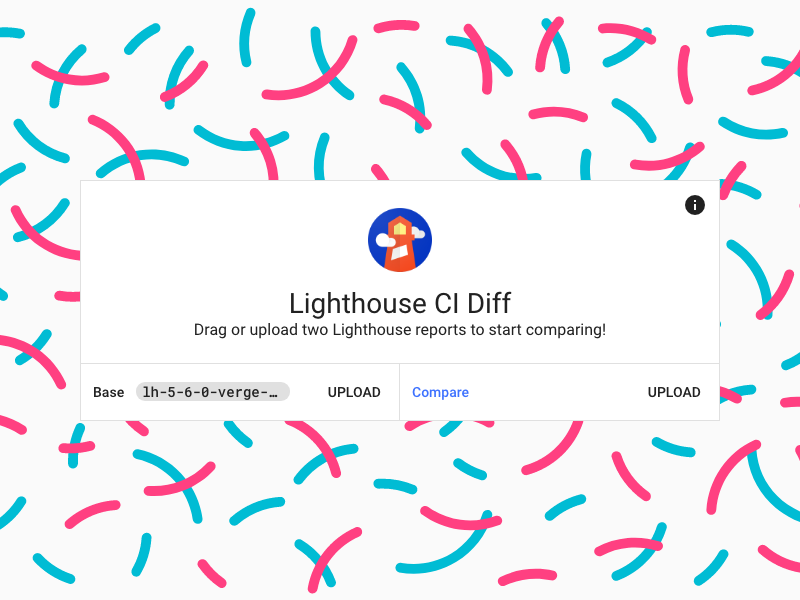 Lighthouse CI Diff
Drag or upload two Lighthouse reports to start comparing!
Base lh-5-6-0-verge-… UPLOAD Compare UPLOAD